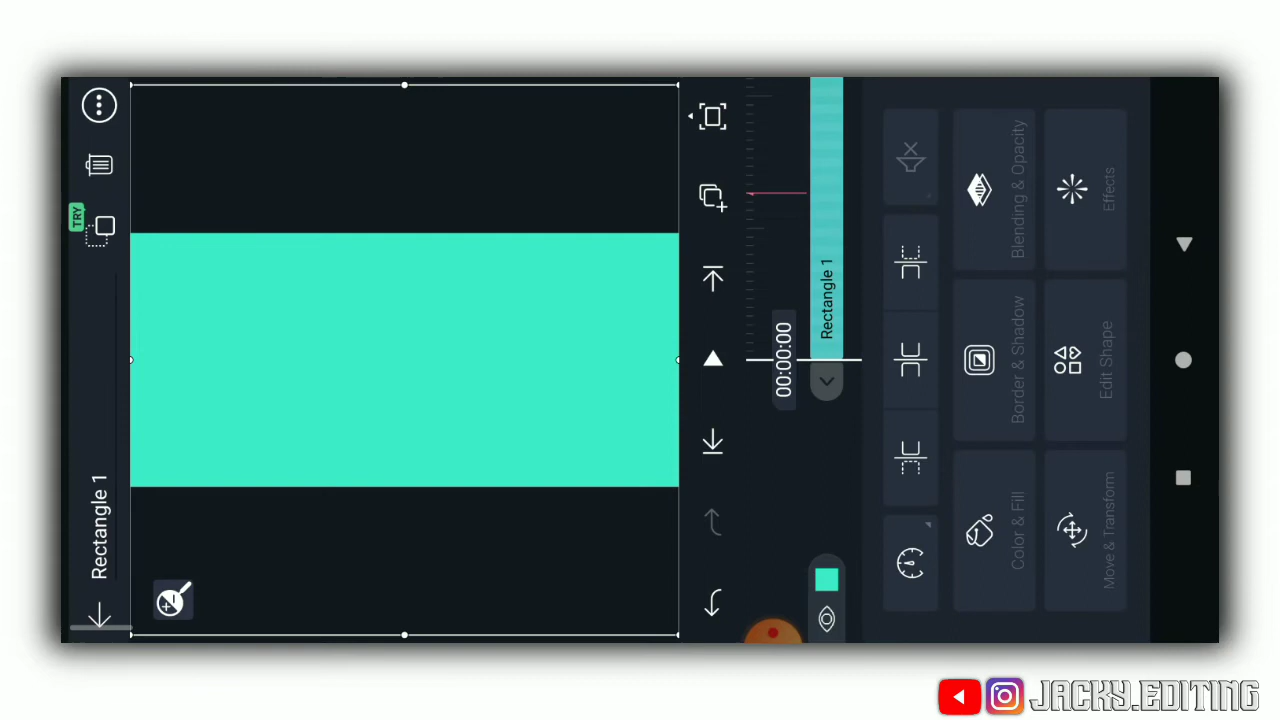 Rectangle 1
TRY
00:00:00
Rectangle 1
Blending & Opacity
Border & Shadow
Color & Fill
Effects
Edit Shape
Move & Transform
JACKY.EDITING